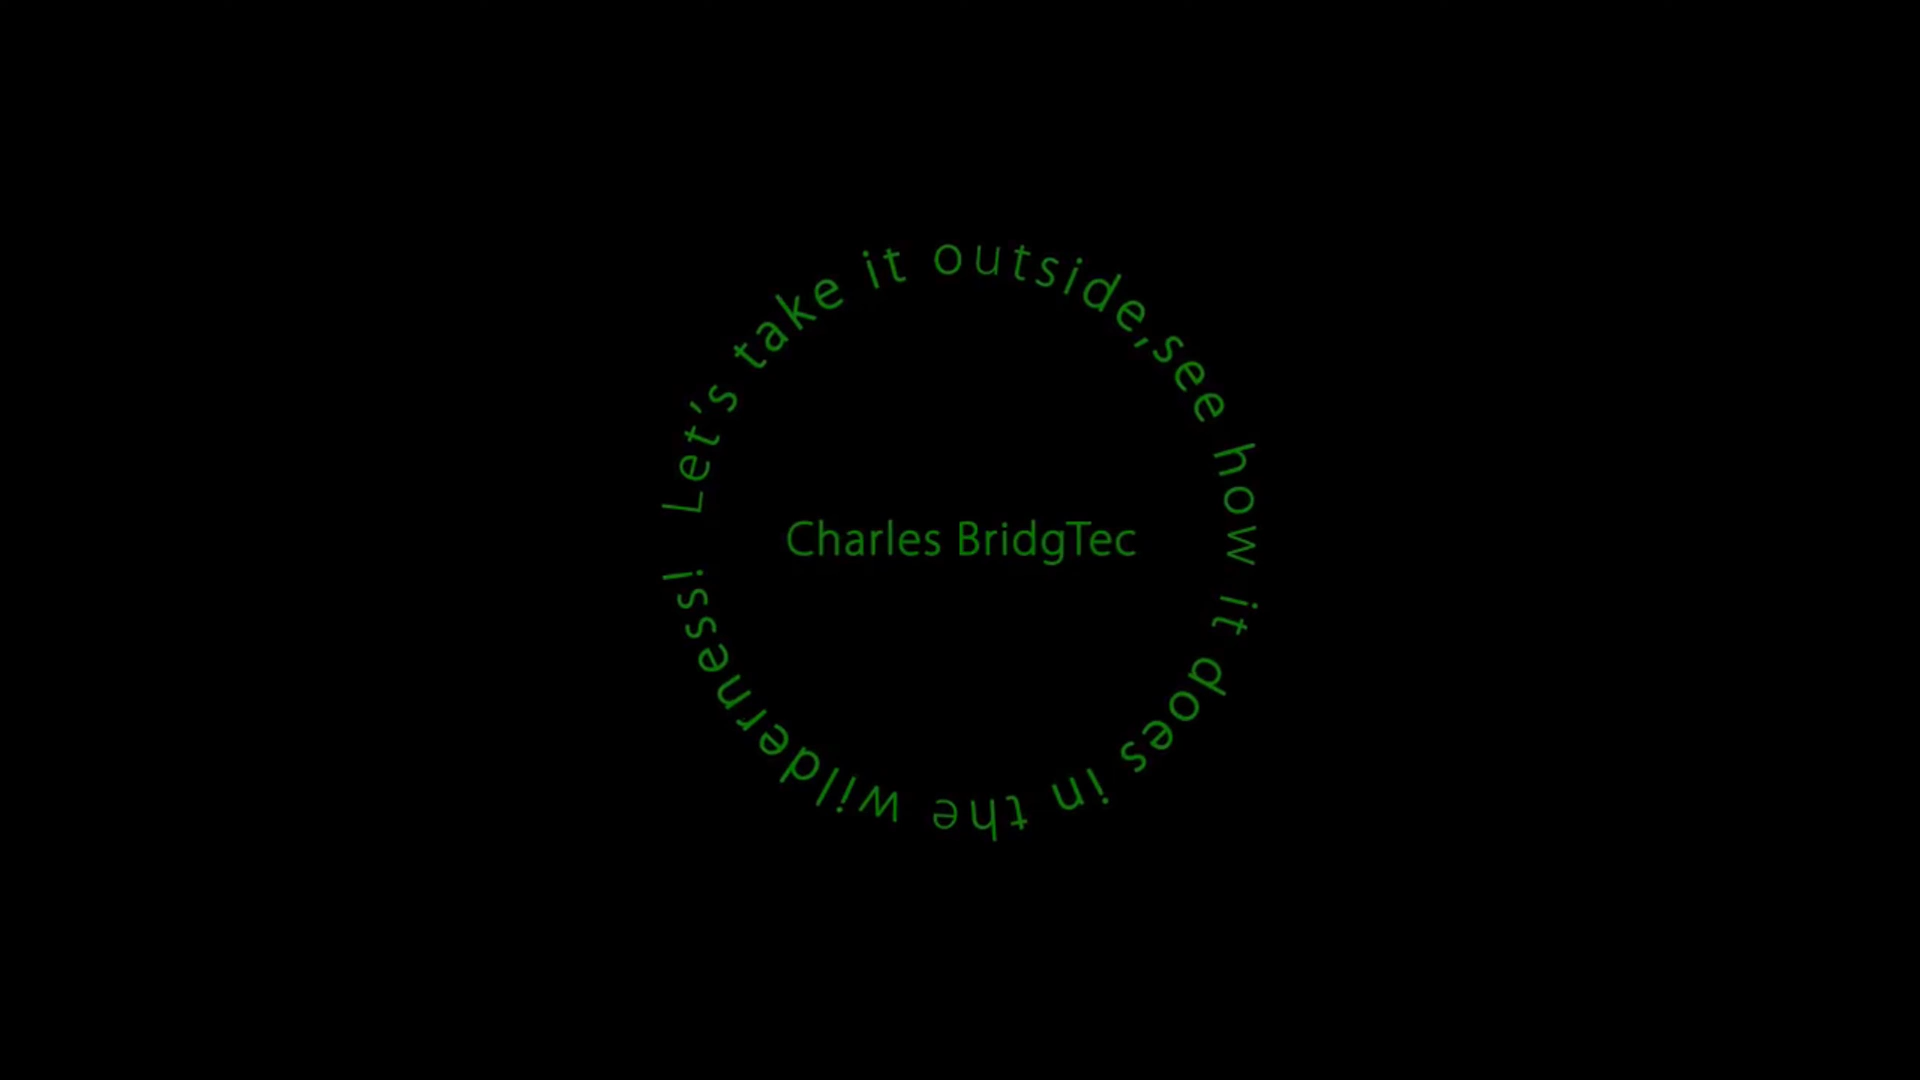 Let's take it outside,see how it does in the wilderness!
Charles BridgTec